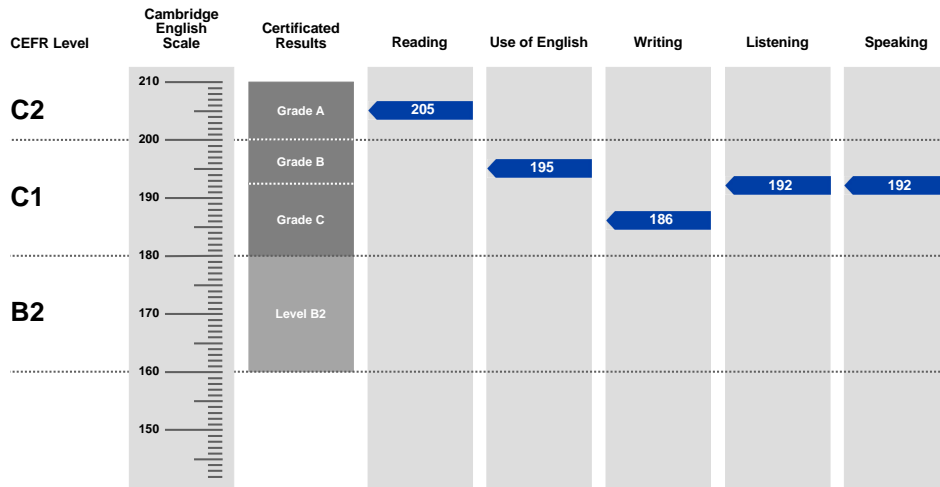 CEFR Level
Cambridge
English
Scale
Certificated
Results
Reading
Use of English
Writing
Listening
Speaking
210
C2
Grade A
205
200
Grade B
195
C1
190
192
192
Grade C
186
180
B2
170
Level B2
160
150